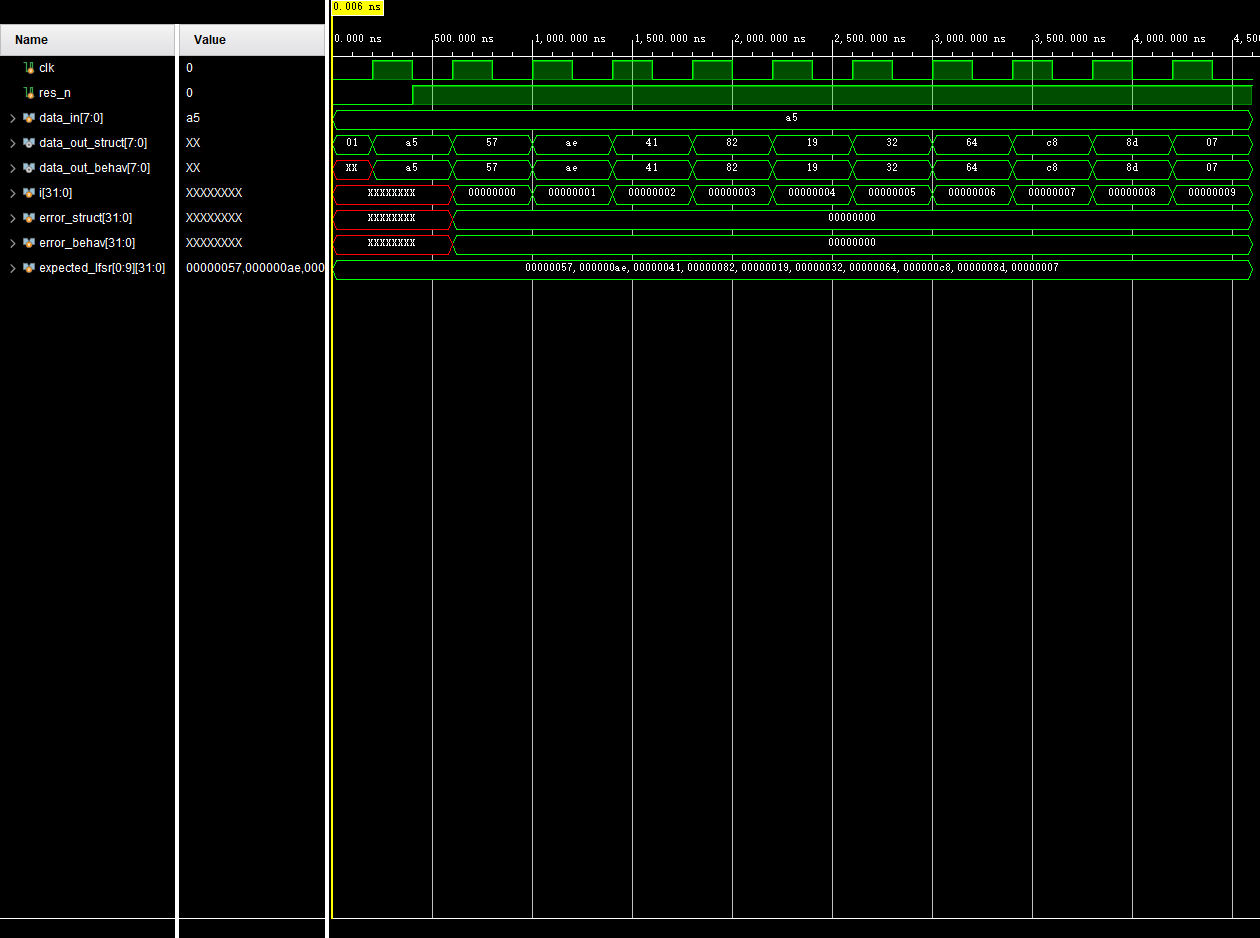 0.006 ns
Name Value
0.000 ns 500.000 ns 1,000.000 ns 1,500.000 ns 2,000.000 ns 2,500.000 ns 3,000.000 ns 3,500.000 ns 4,000.000 ns 4,50
clk 0
res_n 0
data_in[7:0] a5 a5
data_out_struct[7:0] XX 01 a5 57 ae 41 82 19 32 64 c8 8d 07
data_out_behav[7:0] XX XX a5 57 ae 41 82 19 32 64 c8 8d 07
i[31:0] XXXXXXXX XXXXXXXX 00000000 00000001 00000002 00000003 00000004 00000005 00000006 00000007 00000008 00000009
error_struct[31:0] XXXXXXXX XXXXXXXX 00000000
error_behav[31:0] XXXXXXXX XXXXXXXX 00000000
expected_lfsr[0:9][31:0] 00000057,000000ae,000 00000057,000000ae,00000041,00000082,00000019,00000032,00000064,000000c8,0000008d,00000007